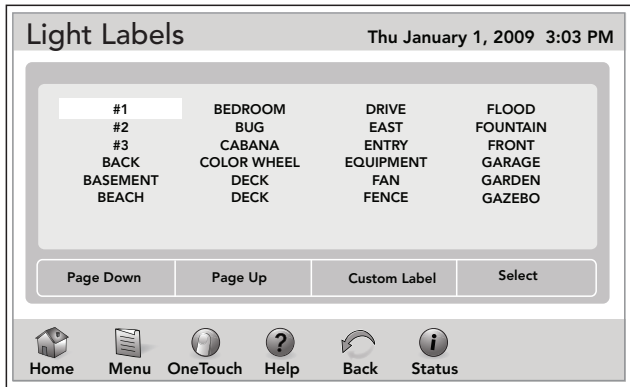 Light Labels
Thu January 1, 2009 3:03 PM
#1 BEDROOM DRIVE FLOOD
#2 BUG EAST FOUNTAIN
#3 CABANA ENTRY FRONT
BACK COLOR WHEEL EQUIPMENT GARAGE
BASEMENT DECK FAN GARDEN
BEACH DECK FENCE GAZEBO
Page Down Page Up Custom Label Select
? i
Home Menu OneTouch Help Back Status